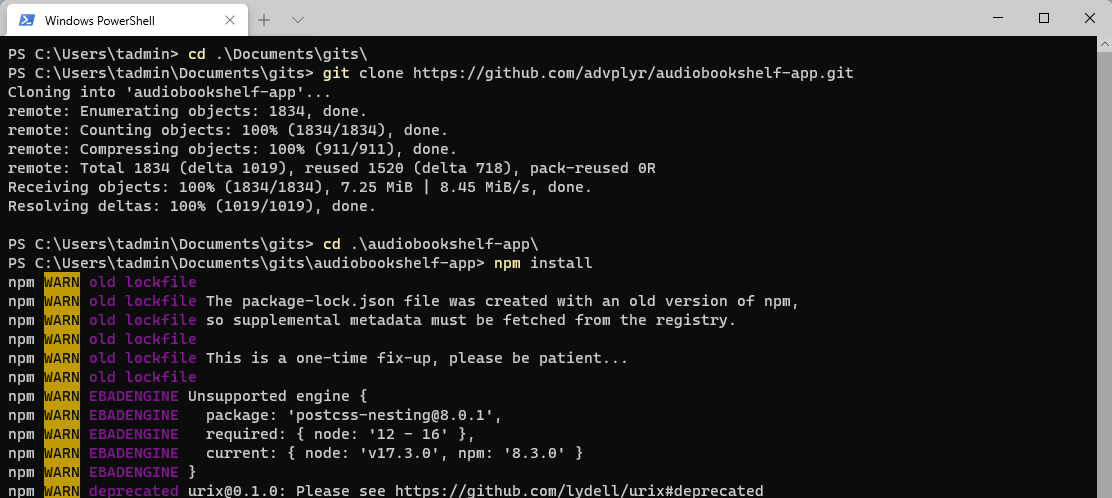 Windows PowerShell
PS C:\Users\tadmin> cd .\Documents\gits\
PS C:\Users\tadmin\Documents\gits> git clone https://github.com/advplyr/audiobookshelf-app.git
Cloning into 'audiobookshelf-app'...
remote: Enumerating objects: 1834, done.
remote: Counting objects: 100% (1834/1834), done.
remote: Compressing objects: 100% (911/911), done.
remote: Total 1834 (delta 1019), reused 1520 (delta 718), pack-reused 0R
Receiving objects: 100% (1834/1834), 7.25 MiB | 8.45 MiB/s, done.
Resolving deltas: 100% (1019/1019), done.
PS C:\Users\tadmin\Documents\gits> cd .\audiobookshelf-app\
PS C:\Users\tadmin\Documents\gits\audiobookshelf-app> npm install
npm WARN old lockfile
npm WARN old lockfile The package-lock.json file was created with an old version of npm,
npm WARN old lockfile so supplemental metadata must be fetched from the registry.
npm WARN old lockfile
npm WARN old lockfile This is a one-time fix-up, please be patient...
npm WARN old lockfile
npm WARN EBADENGINE Unsupported engine {
npm WARN EBADENGINE   package: 'postcss-nesting@8.0.1',
npm WARN EBADENGINE   required: { node: '12 - 16' },
npm WARN EBADENGINE   current: { node: 'v17.3.0', npm: '8.3.0' }
npm WARN EBADENGINE }
npm WARN deprecated urix@0.1.0: Please see https://github.com/lydell/urix#deprecated